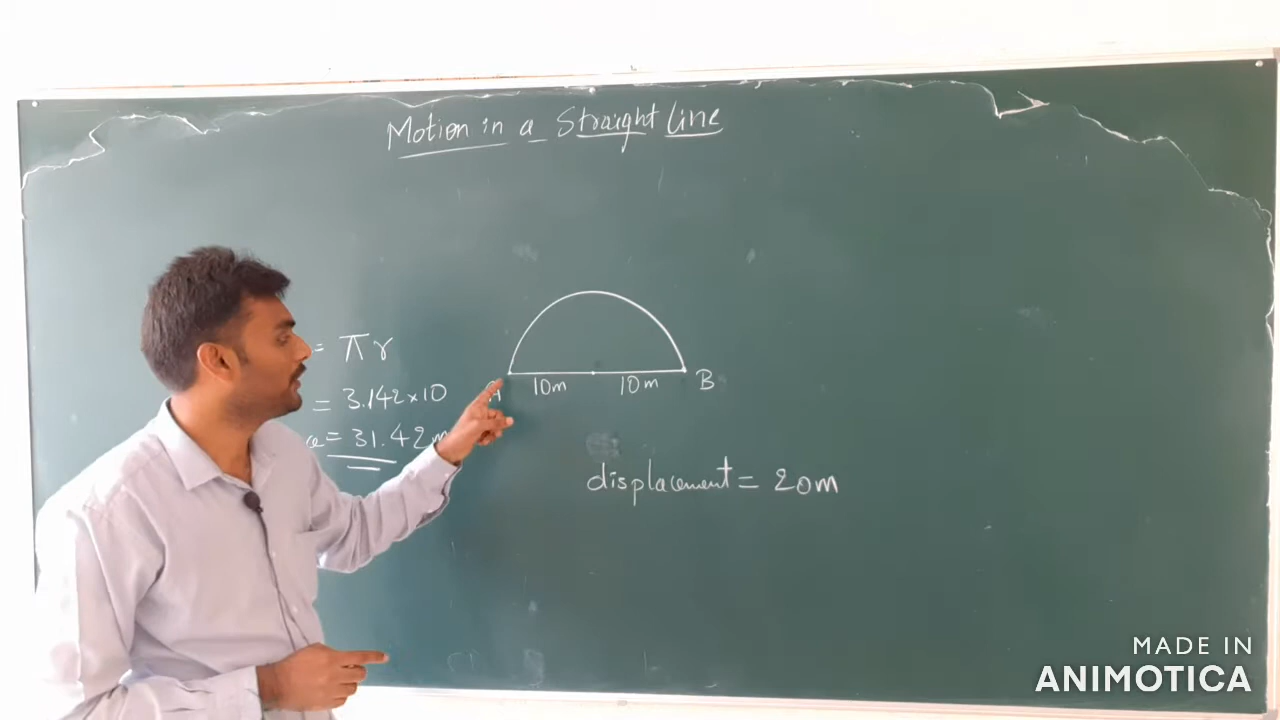 Motion in a Straight Line
= πr
= 3.142×10
= 31.42m
A 10m 10m B
displacement = 20m
MADE IN
ANIMOTICA